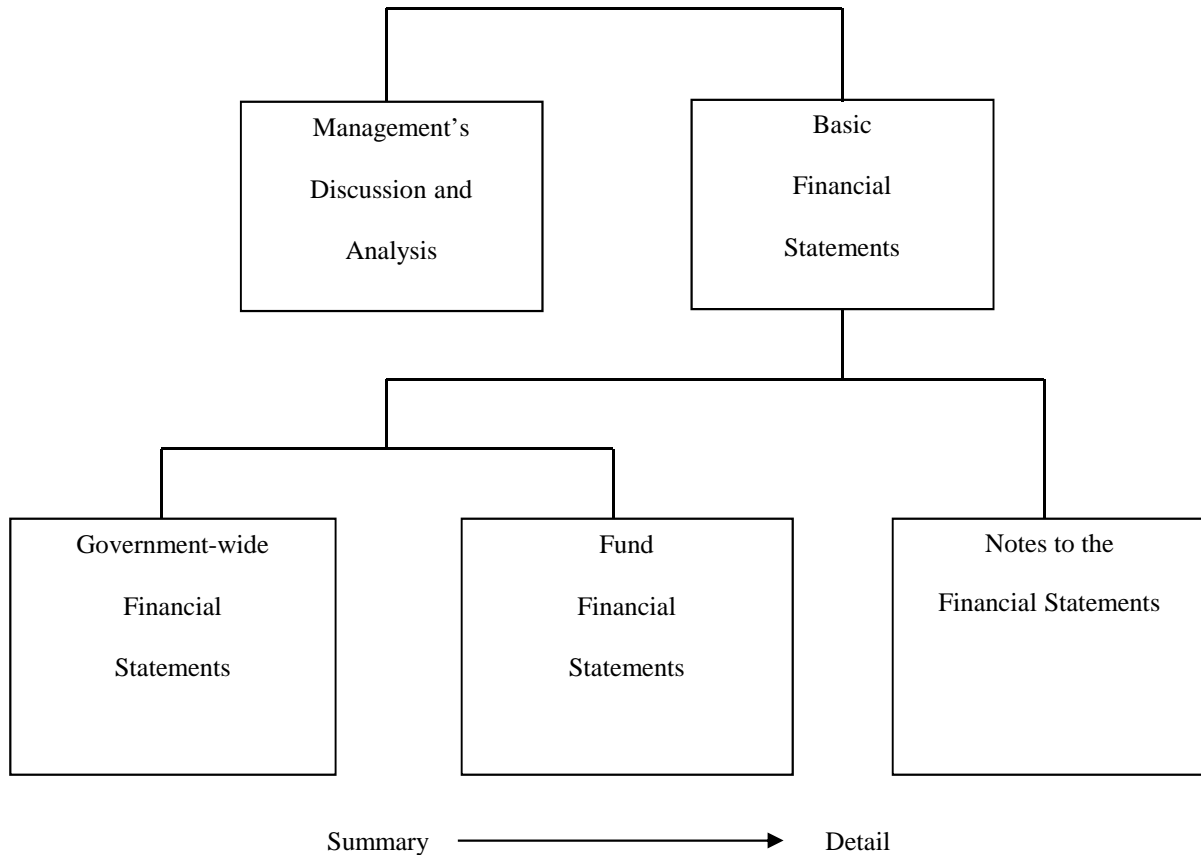 Management’s
Discussion and
Analysis
Basic
Financial
Statements
Government-wide
Financial
Statements
Fund
Financial
Statements
Notes to the
Financial Statements
Summary
Detail